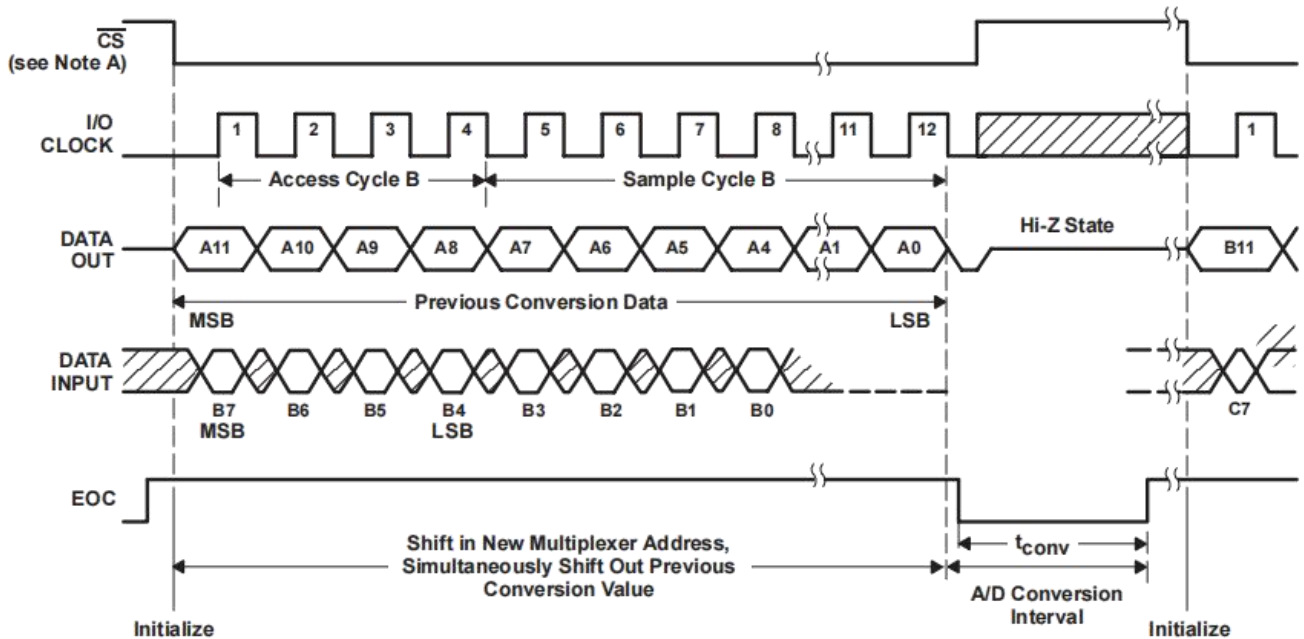 CS
(see Note A)
I/O
CLOCK
1 2 3 4 5 6 7 8 11 12 1
Access Cycle B Sample Cycle B
DATA
OUT
A11 A10 A9 A8 A7 A6 A5 A4 A1 A0 Hi-Z State B11
Previous Conversion Data
MSB LSB
DATA
INPUT
B7 B6 B5 B4 B3 B2 B1 B0 C7
MSB LSB
EOC
Shift in New Multiplexer Address,
Simultaneously Shift Out Previous
Conversion Value
tconv
A/D Conversion
Interval
Initialize Initialize